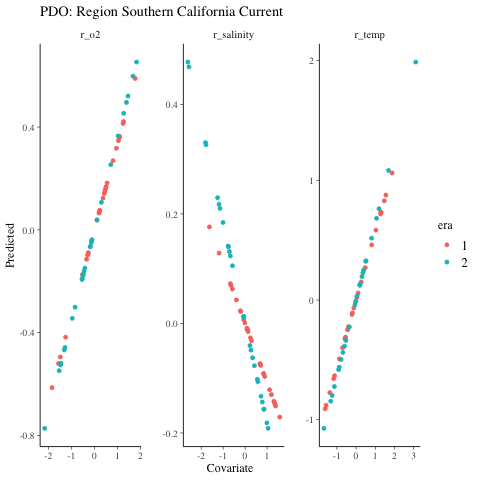 PDO: Region Southern California Current
r_o2 r_salinity r_temp
0.4
0.0
-0.4
-0.8
0.4
0.2
0.0
-0.2
2
1
0
-1
-2 -1 0 1 2
-2 -1 0 1
-1 0 1 2 3
Predicted
Covariate
era
1
2